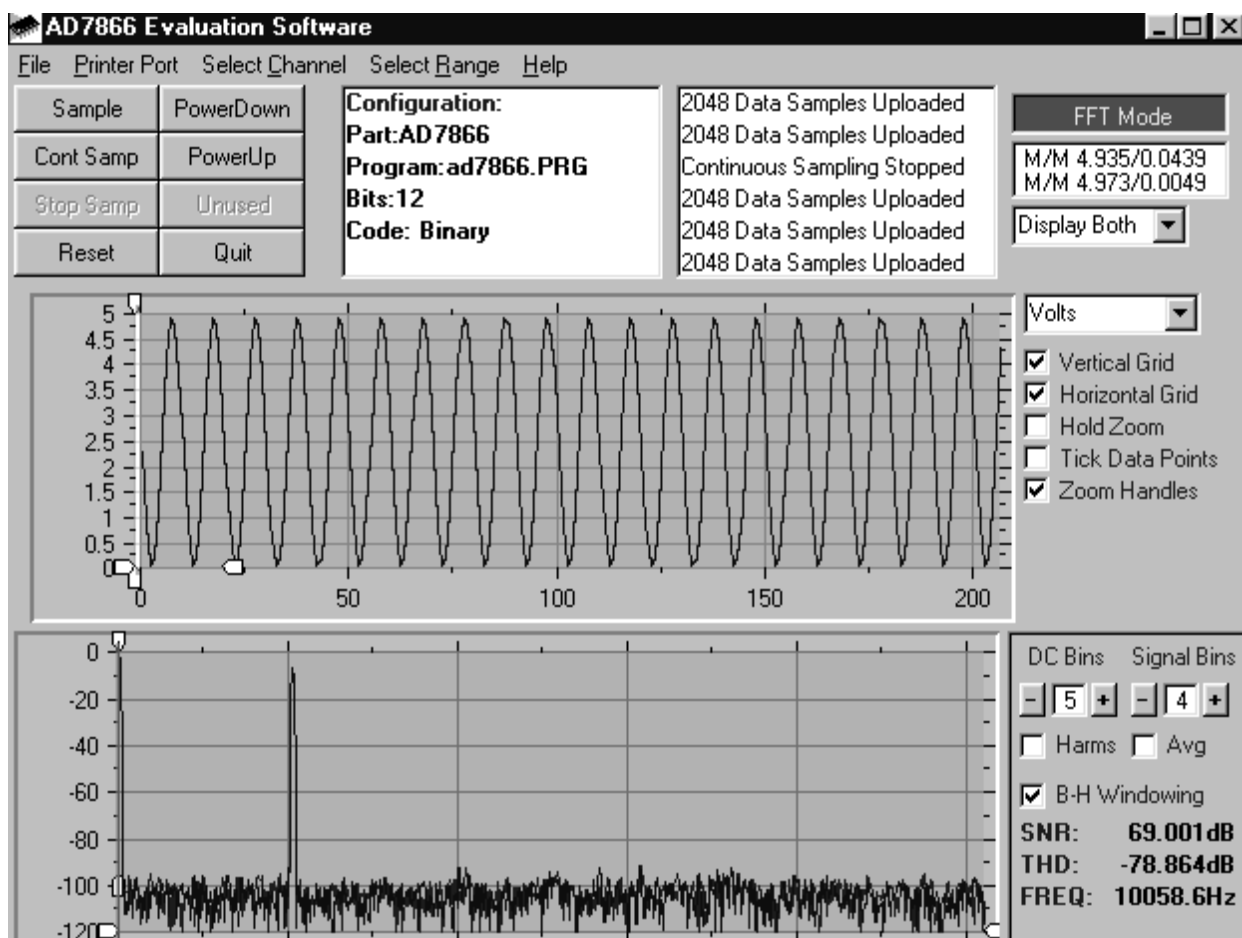 AD7866 Evaluation Software
File Printer Port Select Channel Select Range Help
Sample PowerDown
Cont Samp PowerUp
Stop Samp Unused
Reset Quit
Configuration:
Part:AD7866
Program:ad7866.PRG
Bits:12
Code: Binary
2048 Data Samples Uploaded
2048 Data Samples Uploaded
Continuous Sampling Stopped
2048 Data Samples Uploaded
2048 Data Samples Uploaded
2048 Data Samples Uploaded
FFT Mode
M/M 4.935/0.0439
M/M 4.973/0.0049
Display Both
5
4.5
4
3.5
3
2.5
2
1.5
1
0.5
0
0 50 100 150 200
Volts
Vertical Grid
Horizontal Grid
Hold Zoom
Tick Data Points
Zoom Handles
0
-20
-40
-60
-80
-100
-120
DC Bins Signal Bins
- 5 + - 4 +
Harms Avg
B-H Windowing
SNR: 69.001dB
THD: -78.864dB
FREQ: 10058.6Hz